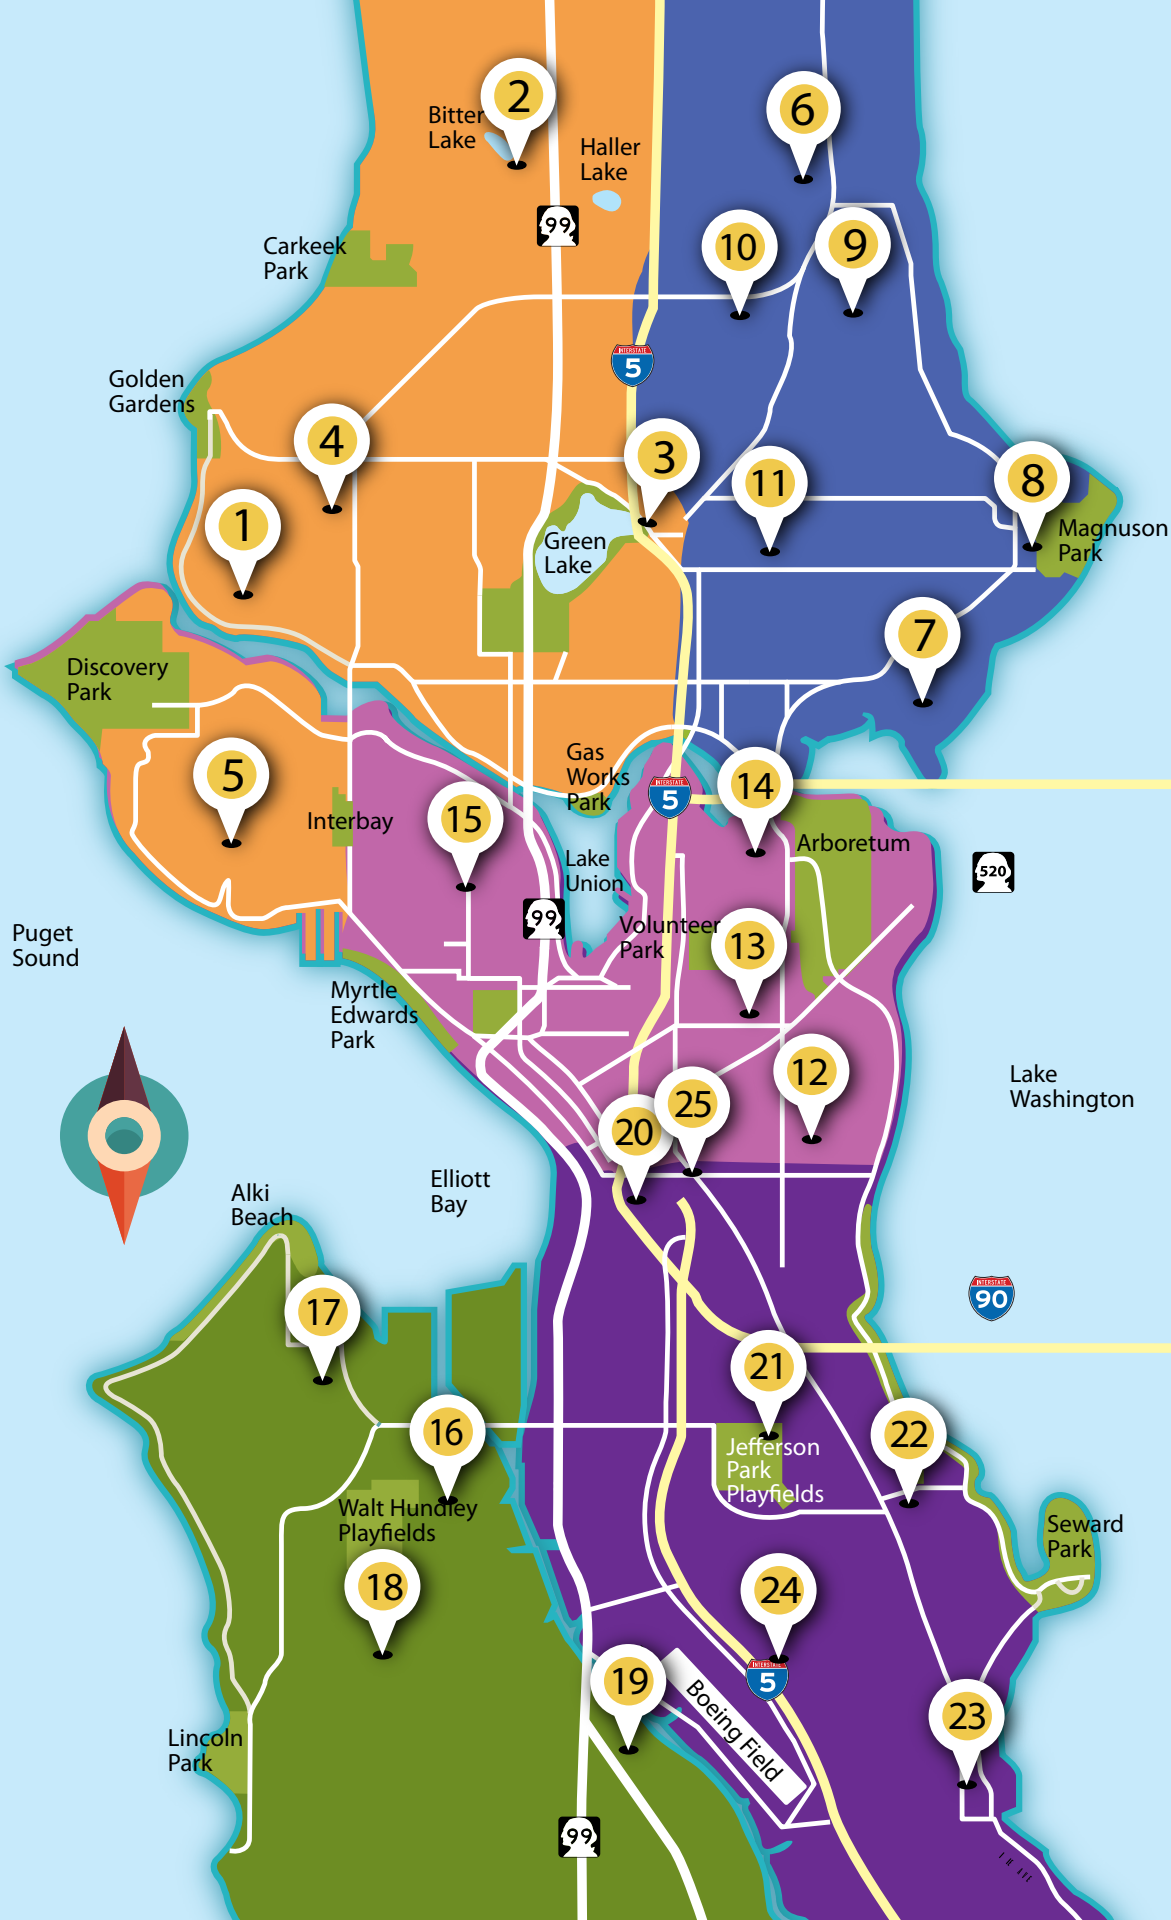 2
6
Bitter
Lake
Haller
Lake
99
10
9
Carkeek
Park
INTERSTATE
5
Golden
Gardens
4
3
11
8
1
Green
Lake
Magnuson
Park
7
Discovery
Park
5
Gas
Works
Park
INTERSTATE
5
14
Interbay
15
Arboretum
Lake
Union
520
99
Volunteer
Park
13
Puget
Sound
Myrtle
Edwards
Park
12
Lake
Washington
25
20
Elliott
Bay
Alki
Beach
INTERSTATE
90
17
21
16
22
Jefferson
Park
Playfields
Walt Hundley
Playfields
Seward
Park
18
24
19
INTERSTATE
5
Boeing Field
23
Lincoln
Park
99